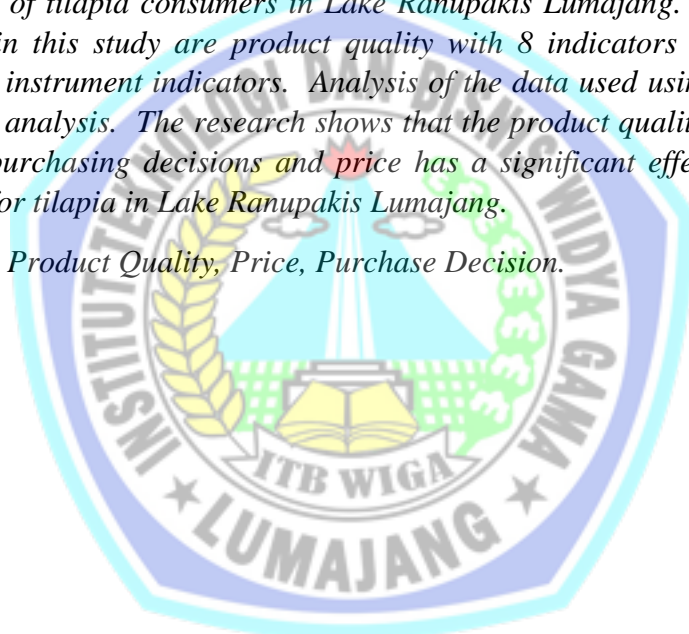 of tilapia consumers in Lake Ranupakis Lumajang.
in this study are product quality with 8 indicators
instrument indicators. Analysis of the data used usin
analysis. The research shows that the product qualit
purchasing decisions and price has a significant effe
for tilapia in Lake Ranupakis Lumajang.
Product Quality, Price, Purchase Decision.
INSTITUT TEKNOLOGI DAN BISNIS WIDYA GAMA
ITB WIGA
LUMAJANG